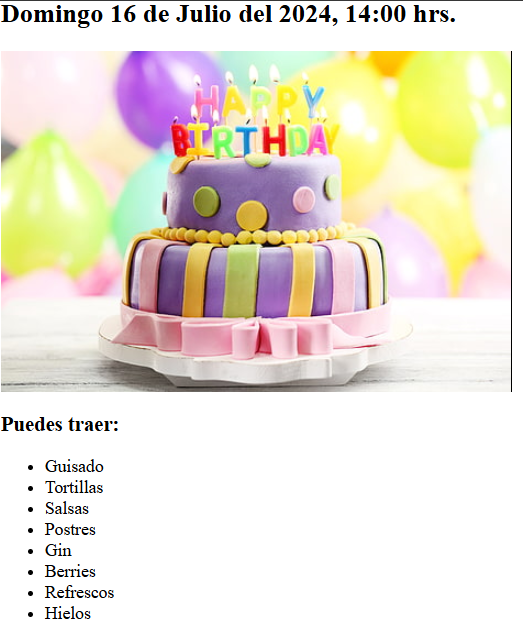 Domingo 16 de Julio del 2024, 14:00 hrs.
HAPPY
BIRTHDAY
Puedes traer:
Guisado
Tortillas
Salsas
Postres
Gin
Berries
Refrescos
Hielos